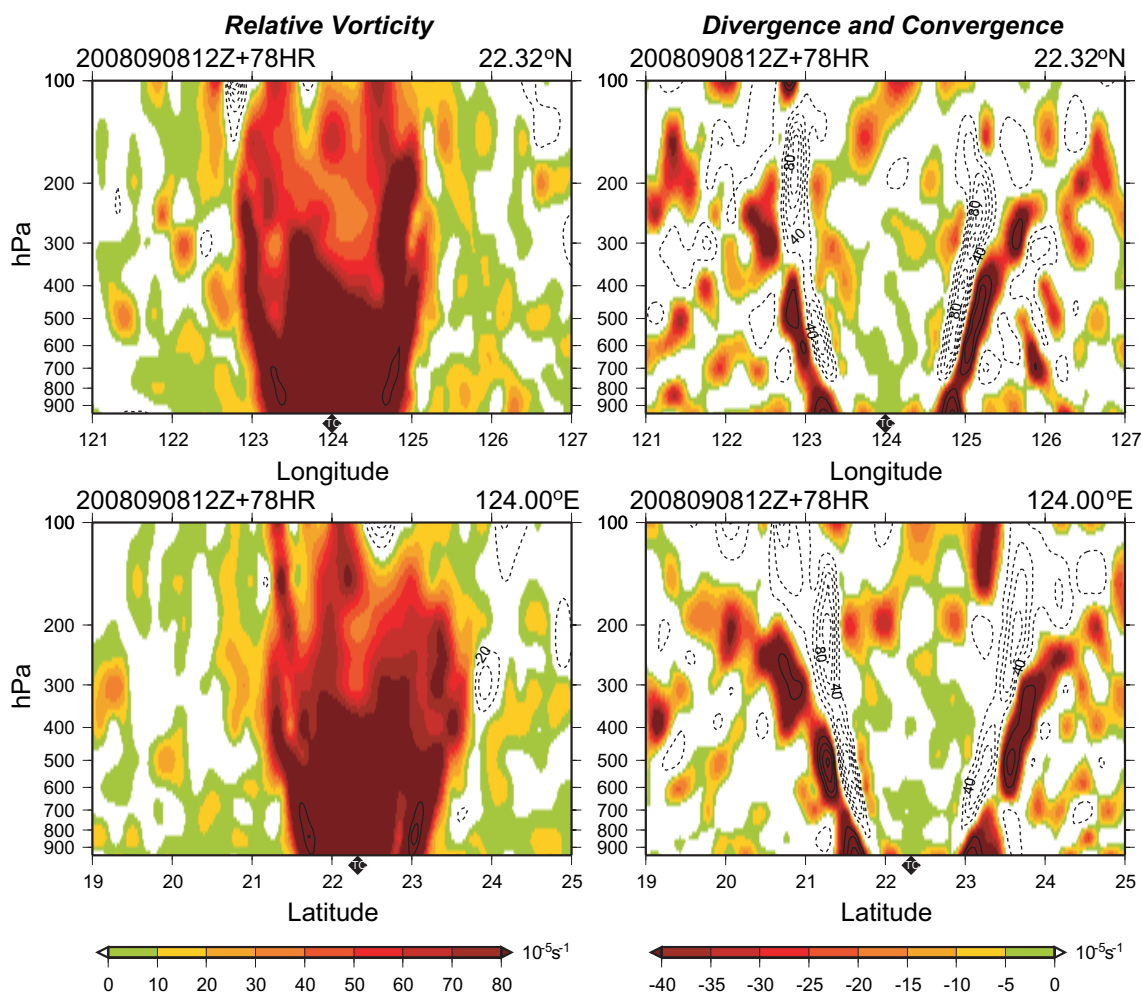 Relative Vorticity
Divergence and Convergence
2008090812Z+78HR 22.32°N
2008090812Z+78HR 22.32°N
hPa
100
200
300
400
500
600
700
800
900
121 122 123 124 125 126 127
TC
Longitude
100
200
300
400
500
600
700
800
900
80
40
40
80
40
80
121 122 123 124 125 126 127
TC
Longitude
2008090812Z+78HR 124.00°E
2008090812Z+78HR 124.00°E
hPa
100
200
300
400
500
600
700
800
900
-20
19 20 21 22 23 24 25
TC
Latitude
100
200
300
400
500
600
700
800
900
80
40
40
40
19 20 21 22 23 24 25
TC
Latitude
0 10 20 30 40 50 60 70 80
10⁻⁵s⁻¹
-40 -35 -30 -25 -20 -15 -10 -5 0
10⁻⁵s⁻¹